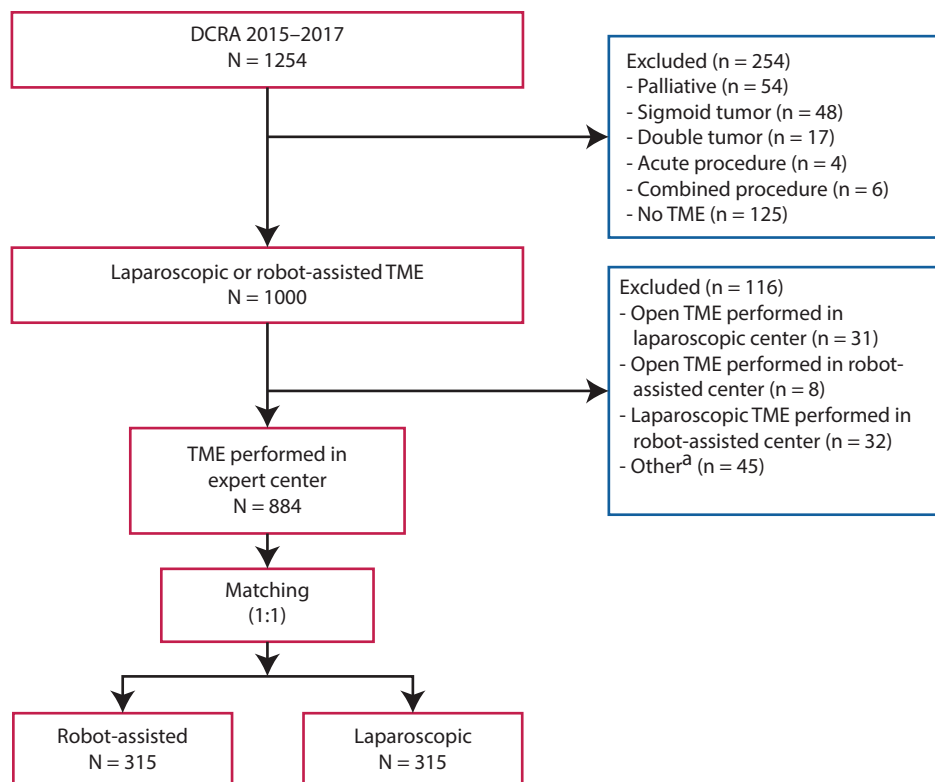 DCRA 2015–2017
N = 1254
Excluded (n = 254)
- Palliative (n = 54)
- Sigmoid tumor (n = 48)
- Double tumor (n = 17)
- Acute procedure (n = 4)
- Combined procedure (n = 6)
- No TME (n = 125)
Laparoscopic or robot-assisted TME
N = 1000
Excluded (n = 116)
- Open TME performed in
laparoscopic center (n = 31)
- Open TME performed in robot-
assisted center (n = 8)
- Laparoscopic TME performed in
robot-assisted center (n = 32)
- Otherᵃ (n = 45)
TME performed in
expert center
N = 884
Matching
(1:1)
Robot-assisted
N = 315
Laparoscopic
N = 315